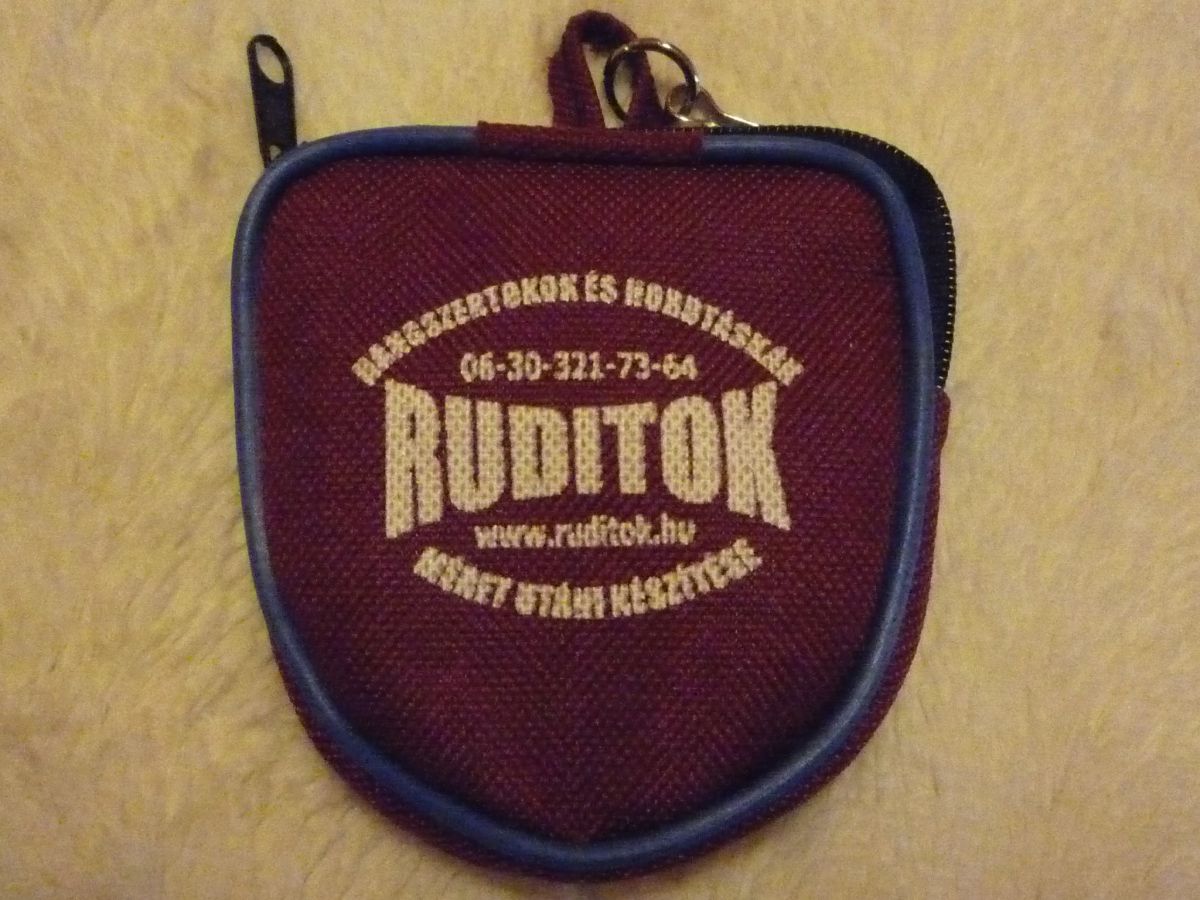 HANGSZERTOKOK ÉS HORDTÁSKÁK
06-30-321-73-64
RUDITOK
www.ruditok.hu
MÉRET UTÁNI KÉSZÍTÉSE